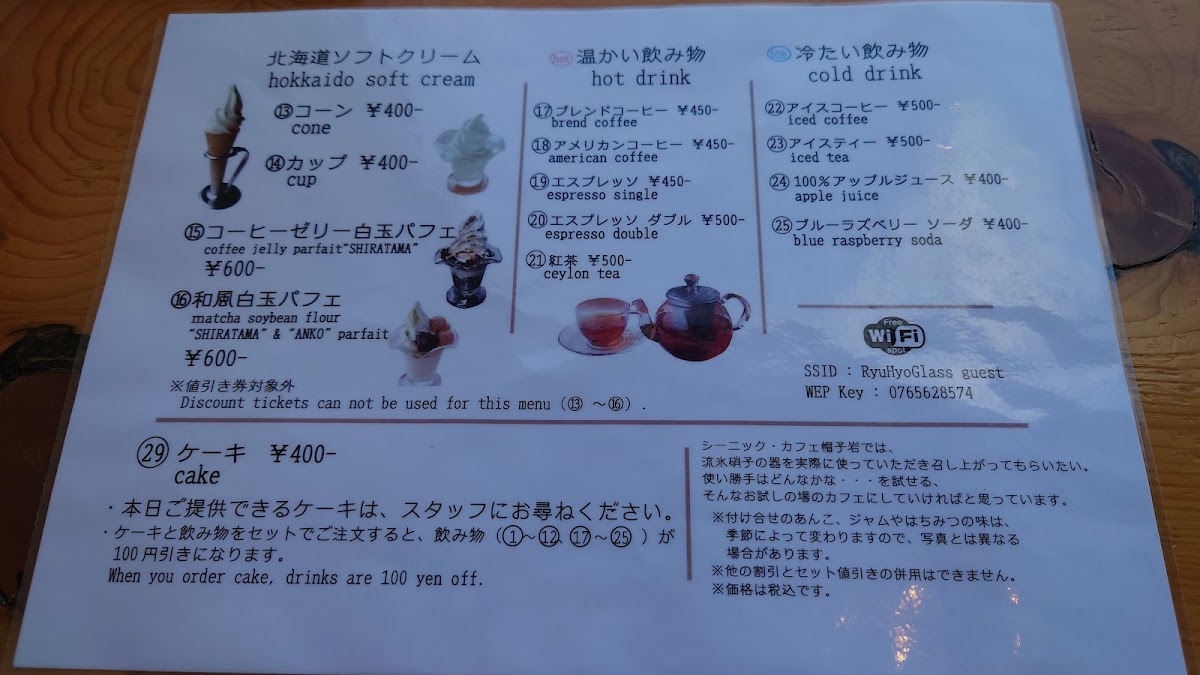 北海道ソフトクリーム
hokkaido soft cream
⑬コーン ￥400-
cone
⑭カップ ￥400-
cup
⑮コーヒーゼリー白玉パフェ
coffee jelly parfait“SHIRATAMA”
￥600-
⑯和風白玉パフェ
matcha soybean flour
“SHIRATAMA” & “ANKO” parfait
￥600-
※値引き券対象外
Discount tickets can not be used for this menu (⑬ ～⑯) .
hot 温かい飲み物
hot drink
⑰ブレンドコーヒー ￥450-
brend coffee
⑱アメリカンコーヒー ￥450-
american coffee
⑲エスプレッソ ￥450-
espresso single
⑳エスプレッソ ダブル ￥500-
espresso double
㉑紅茶 ￥500-
ceylon tea
ice 冷たい飲み物
cold drink
㉒アイスコーヒー ￥500-
iced coffee
㉓アイスティー ￥500-
iced tea
㉔100％アップルジュース ￥400-
apple juice
㉕ブルーラズベリー ソーダ ￥400-
blue raspberry soda
Free
Wi Fi
spot
SSID : RyuHyoGlass guest
WEP Key : 0765628574
㉙ケーキ ￥400-
cake
・本日ご提供できるケーキは、スタッフにお尋ねください。
・ケーキと飲み物をセットでご注文すると、飲み物（①～⑫、⑰～㉕ ）が
100円引きになります。
When you order cake, drinks are 100 yen off.
シーニック・カフェ帽子岩では、
流氷硝子の器を実際に使っていただき召し上がってもらいたい。
使い勝手はどんなかな・・・を試せる、
そんなお試しの場のカフェにしていければと思っています。
※付け合せのあんこ、ジャムやはちみつの味は、
季節によって変わりますので、写真とは異なる
場合があります。
※他の割引とセット値引きの併用はできません。
※価格は税込です。